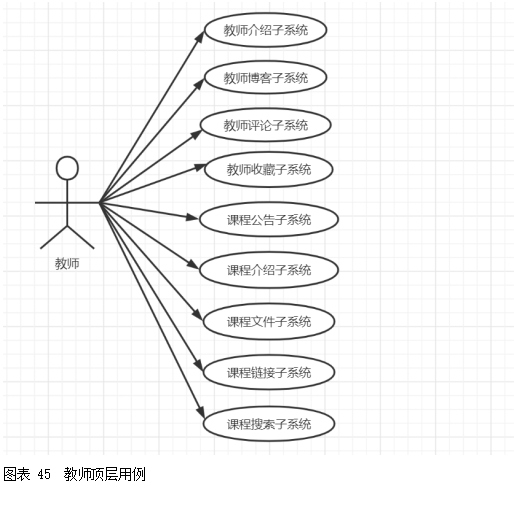 教师介绍子系统
教师博客子系统
教师评论子系统
教师收藏子系统
课程公告子系统
课程介绍子系统
课程文件子系统
课程链接子系统
课程搜索子系统
教师
图表 45 教师顶层用例